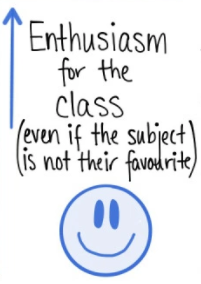 Enthusiasm
for the
class
(even if the subject
is not their favourite)